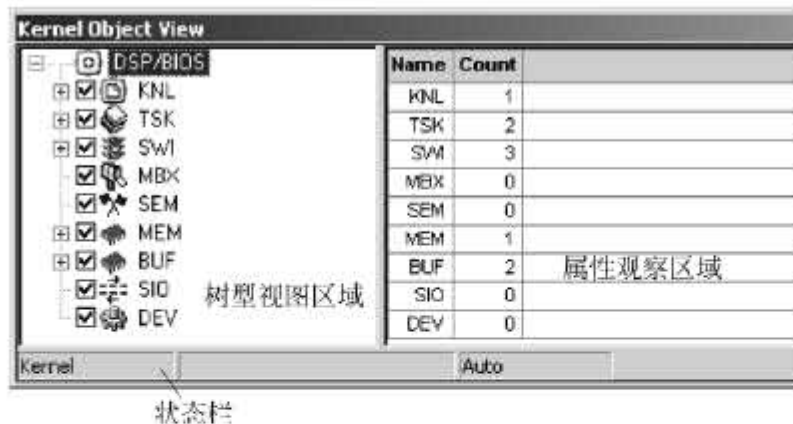 Kernel Object View
DSP/BIOS
KNL
TSK
SWI
MBX
SEM
MEM
BUF
SIO
DEV
树型视图区域
Name Count
KNL 1
TSK 2
SWI 3
MBX 0
SEM 0
MEM 1
BUF 2 属性观察区域
SIO 0
DEV 0
Kernel Auto
状态栏